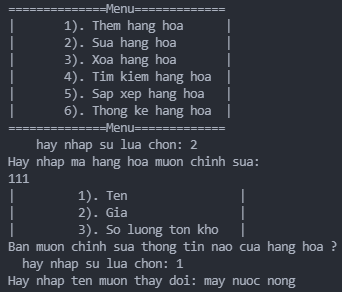 ==============Menu=============
|       1). Them hang hoa      |
|       2). Sua hang hoa       |
|       3). Xoa hang hoa       |
|       4). Tim kiem hang hoa  |
|       5). Sap xep hang hoa   |
|       6). Thong ke hang hoa  |
==============Menu=============
    hay nhap su lua chon: 2
Hay nhap ma hang hoa muon chinh sua:
111
|         1). Ten                |
|         2). Gia                |
|         3). So luong ton kho   |
Ban muon chinh sua thong tin nao cua hang hoa ?
  hay nhap su lua chon: 1
Hay nhap ten muon thay doi: may nuoc nong